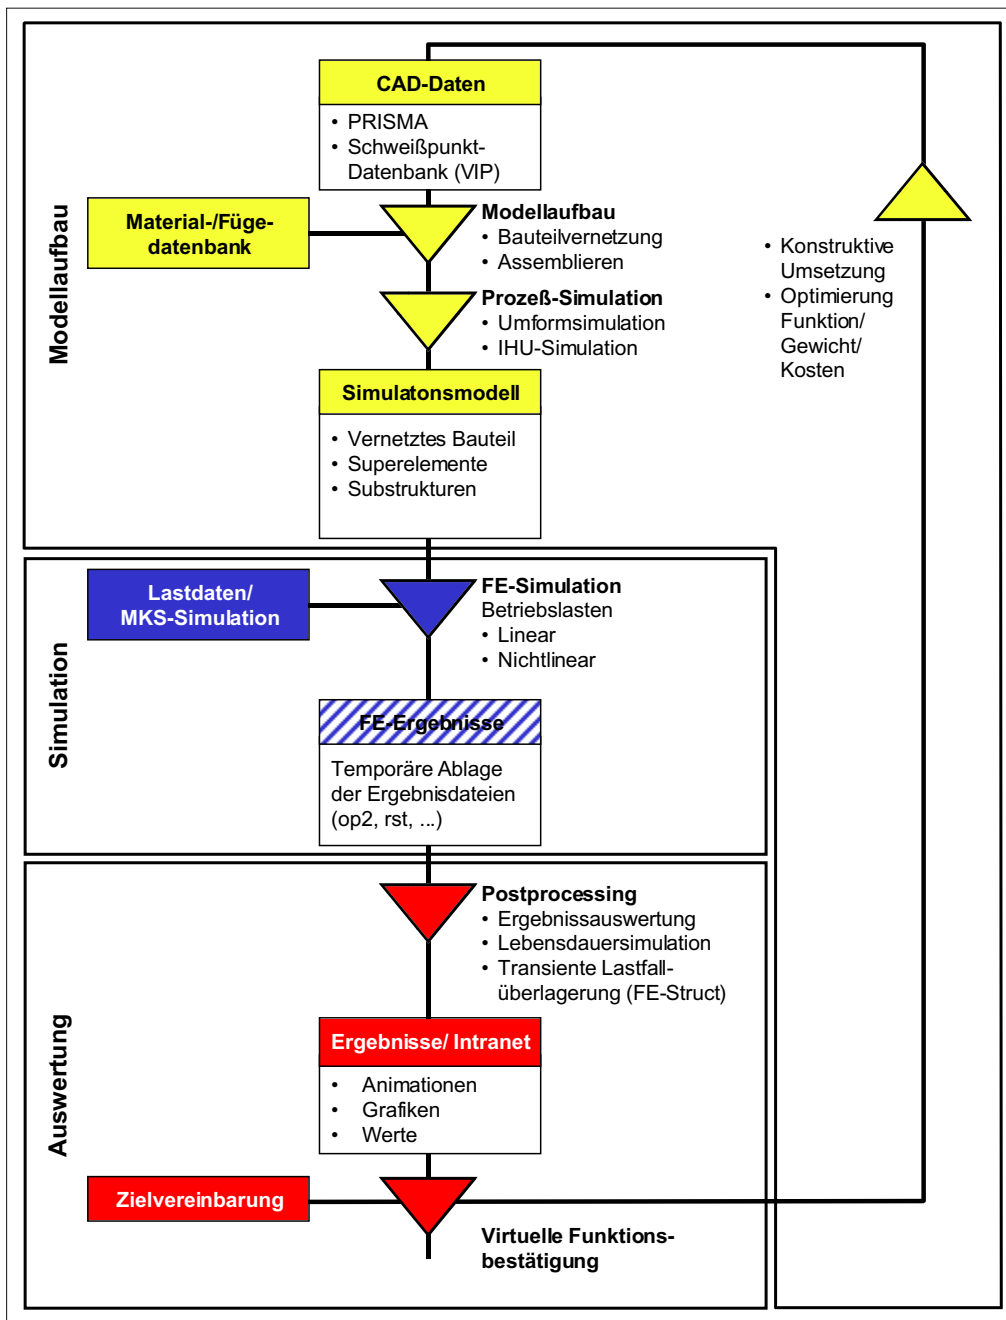 Modellaufbau
CAD-Daten
• PRISMA
• Schweißpunkt-
Datenbank (VIP)
Material-/Füge-
datenbank
Modellaufbau
• Bauteilvernetzung
• Assemblieren
Prozeß-Simulation
• Umformsimulation
• IHU-Simulation
• Konstruktive
Umsetzung
• Optimierung
Funktion/
Gewicht/
Kosten
Simulatonsmodell
• Vernetztes Bauteil
• Superelemente
• Substrukturen
Simulation
Lastdaten/
MKS-Simulation
FE-Simulation
Betriebslasten
• Linear
• Nichtlinear
FE-Ergebnisse
Temporäre Ablage
der Ergebnisdateien
(op2, rst, ...)
Auswertung
Postprocessing
• Ergebnissauswertung
• Lebensdauersimulation
• Transiente Lastfall-
überlagerung (FE-Struct)
Ergebnisse/ Intranet
• Animationen
• Grafiken
• Werte
Zielvereinbarung
Virtuelle Funktions-
bestätigung